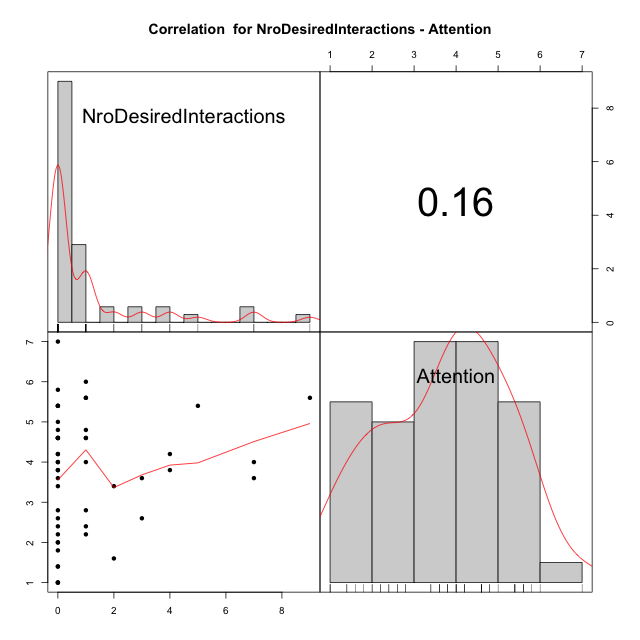 Correlation for NroDesiredInteractions - Attention
1 2 3 4 5 6 7
NroDesiredInteractions
0.16
8
6
4
2
0
7
6
5
4
3
2
1
Attention
0 2 4 6 8